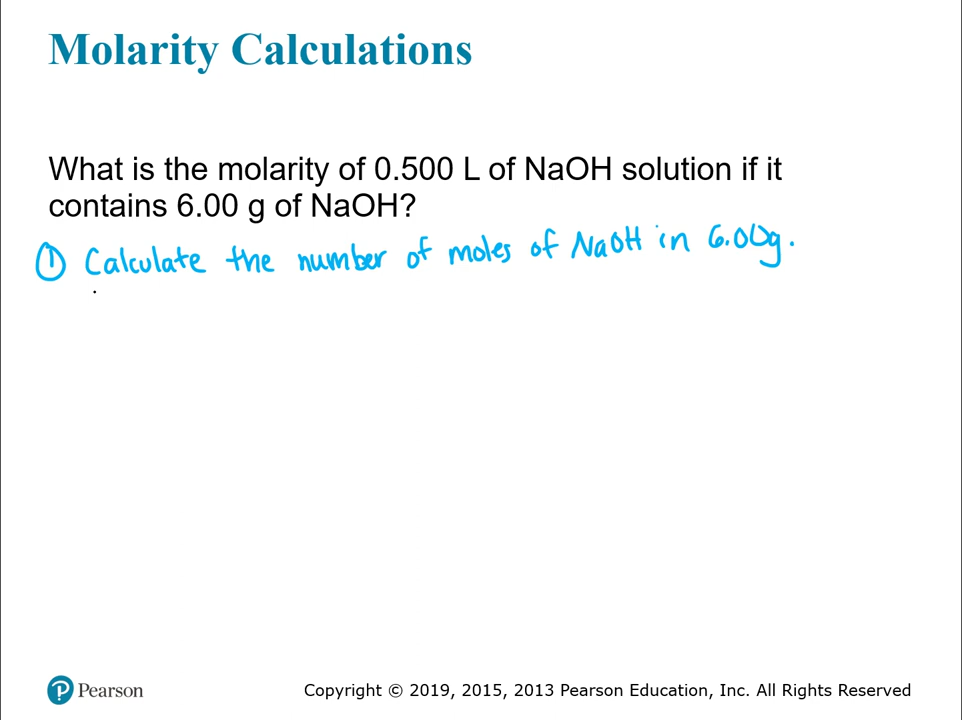 Molarity Calculations
What is the molarity of 0.500 L of NaOH solution if it
contains 6.00 g of NaOH?
① Calculate the number of moles of NaOH in 6.00g.
Pearson
Copyright © 2019, 2015, 2013 Pearson Education, Inc. All Rights Reserved